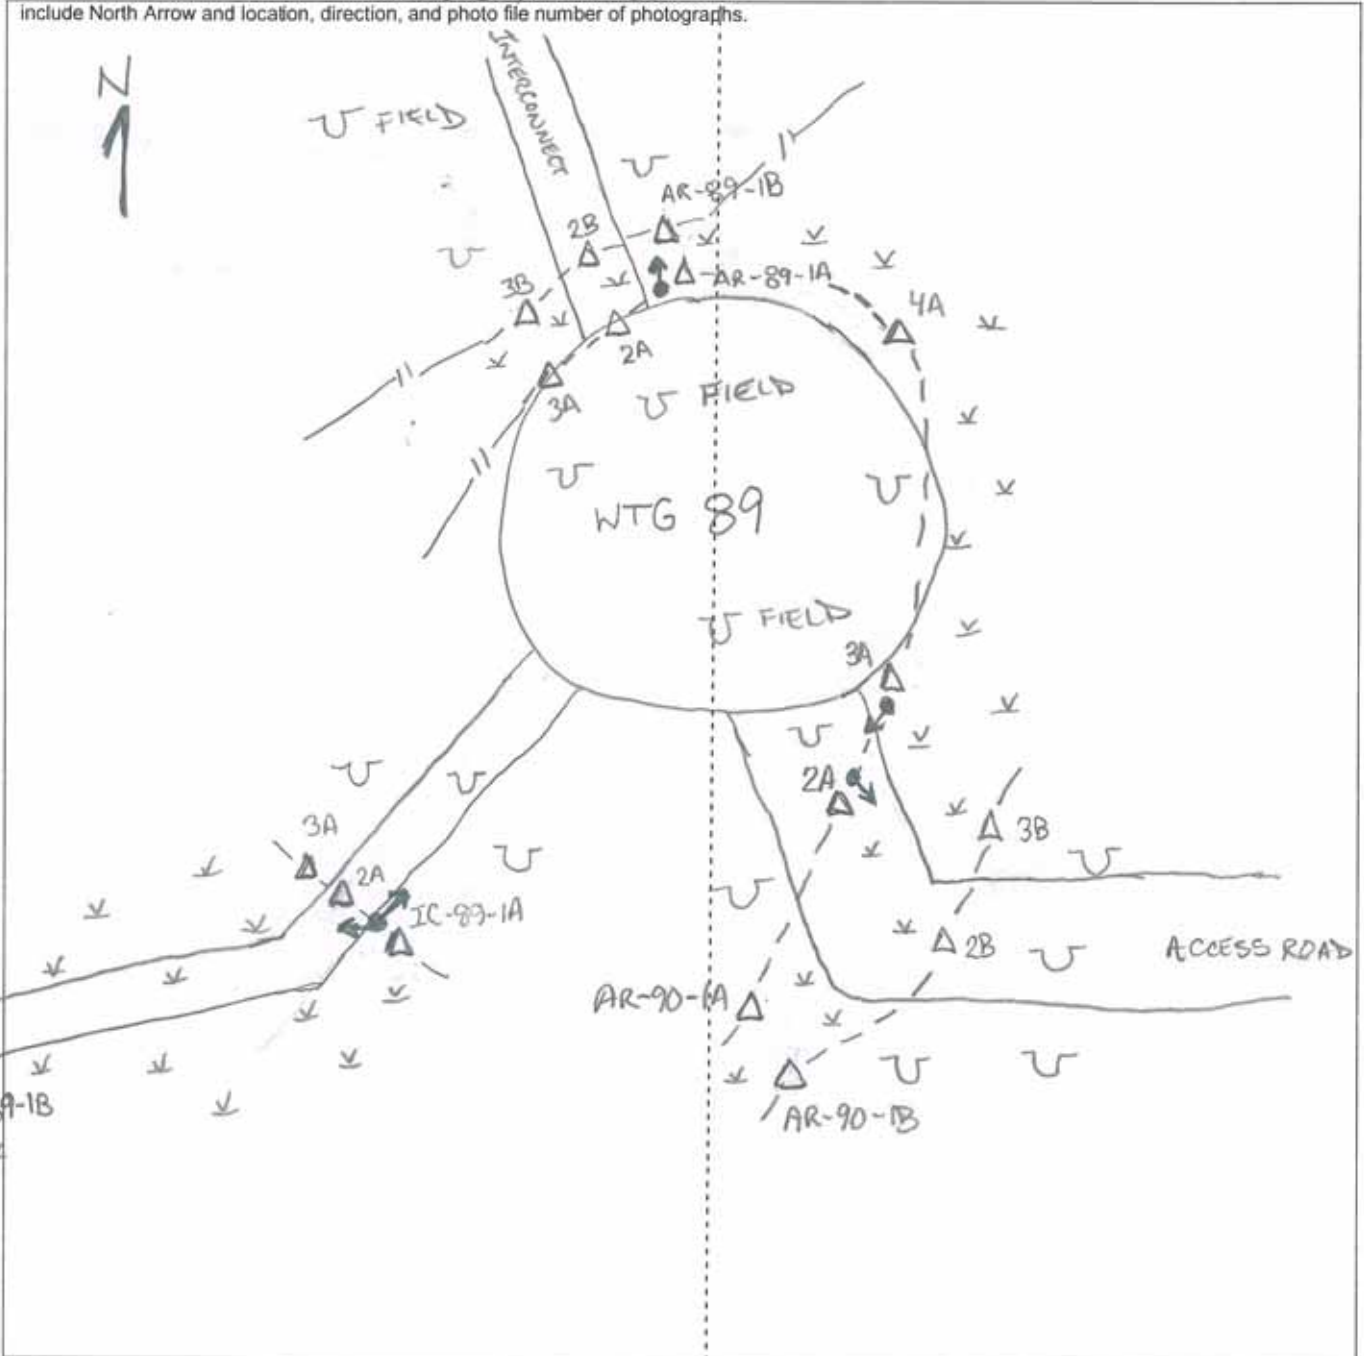 include North Arrow and location, direction, and photo file number of photographs.
N
INTERCONNECT
U FIELD
U
AR-89-1B
2B
U
AR-89-1A
3B
4A
2A
3A
U FIELD
U
U
WTG 89
U FIELD
3A
U
U
U
2A
3A
3B
U
U
2A
U
IC-89-1A
2B
U
ACCESS ROAD
AR-90-1A
U
U
9-1B
AR-90-1B